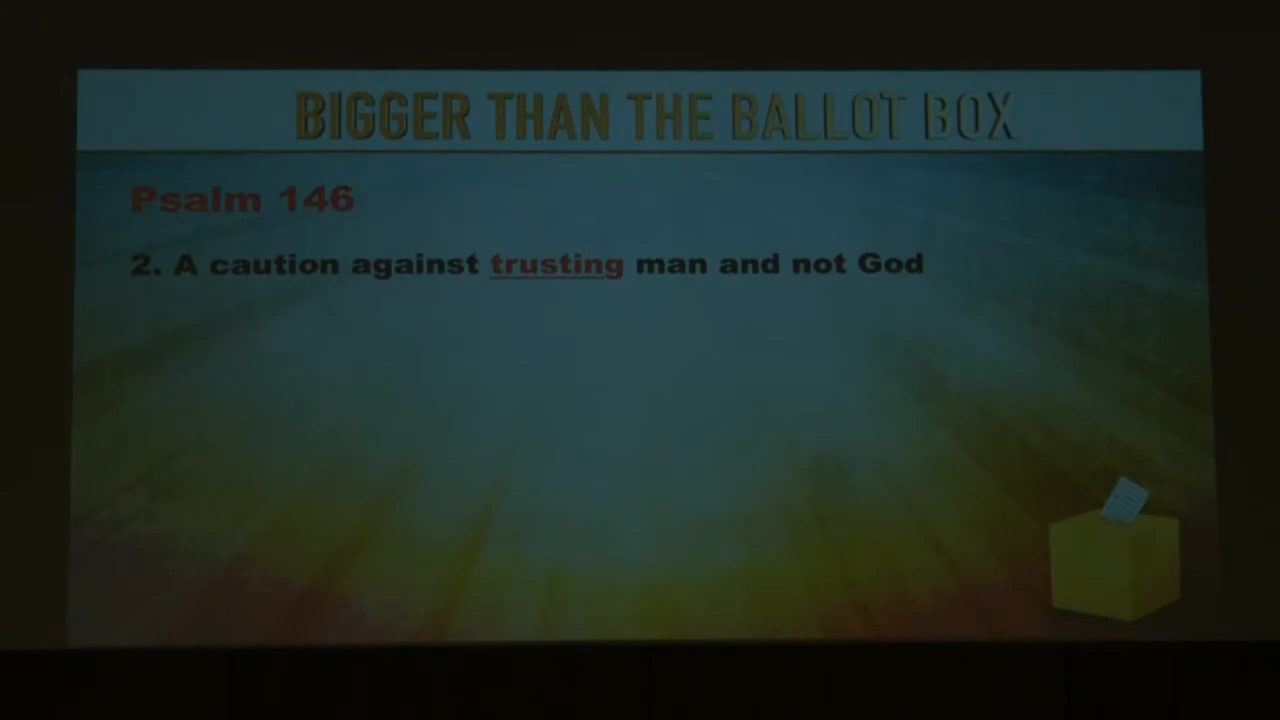 BIGGER THAN THE BALLOT BOX
Psalm 146
2. A caution against trusting man and not God